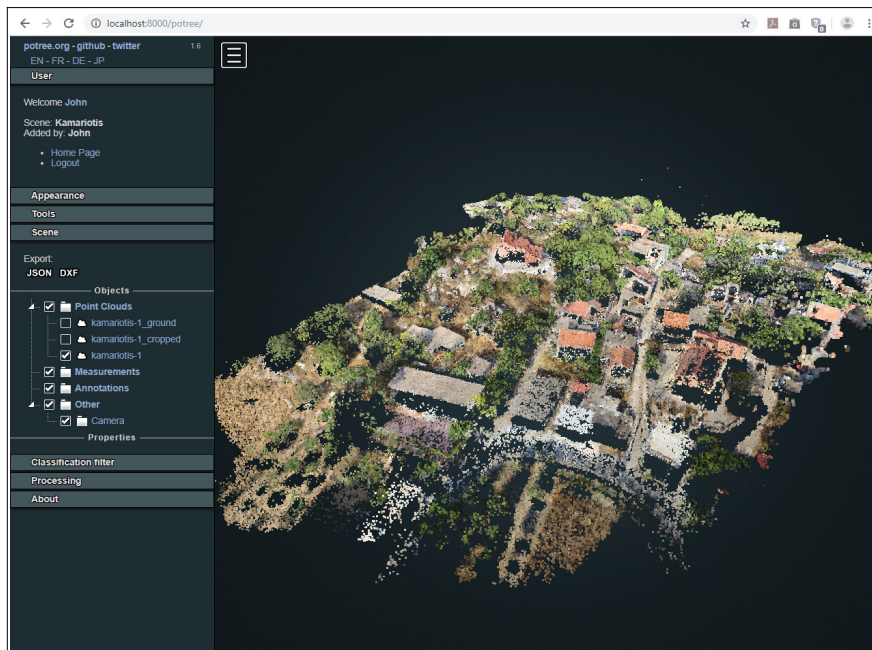 localhost:8000/potree/
0
potree.org - github - twitter 1.6
EN - FR - DE - JP
User
Welcome John
Scene: Kamariotis
Added by: John
Home Page
Logout
Appearance
Tools
Scene
Export:
JSON DXF
Objects
Point Clouds
kamariotis-1_ground
kamariotis-1_cropped
kamariotis-1
Measurements
Annotations
Other
Camera
Properties
Classification filter
Processing
About